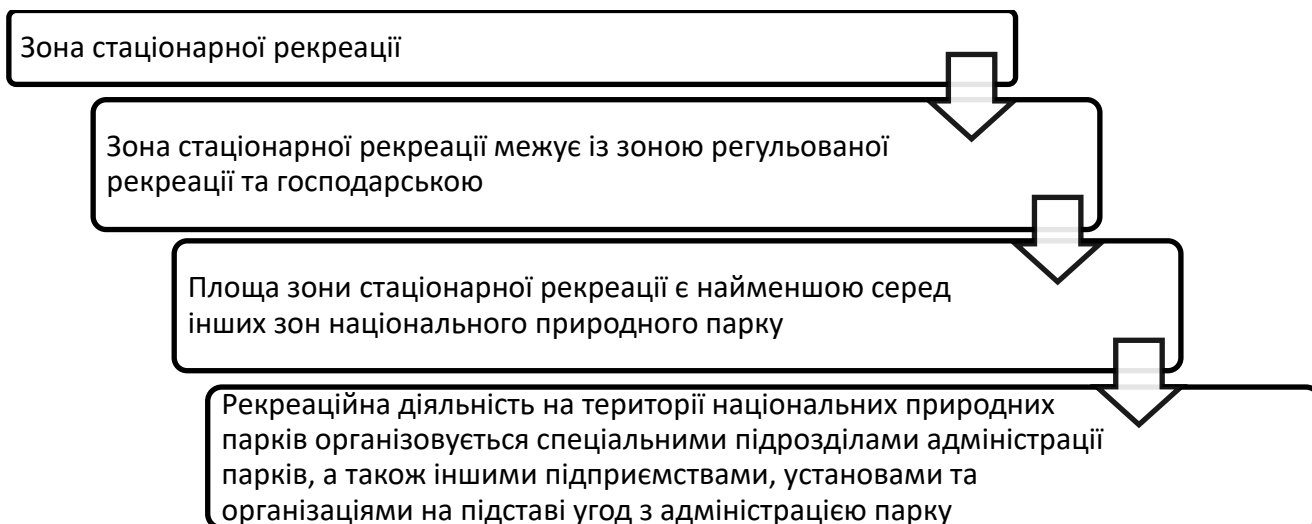 Зона стаціонарної рекреації
Зона стаціонарної рекреації межує із зоною регульованої
рекреації та господарською
Площа зони стаціонарної рекреації є найменшою серед
інших зон національного природного парку
Рекреаційна діяльність на території національних природних
парків організовується спеціальними підрозділами адміністрації
парків, а також іншими підприємствами, установами та
організаціями на підставі угод з адміністрацією парку